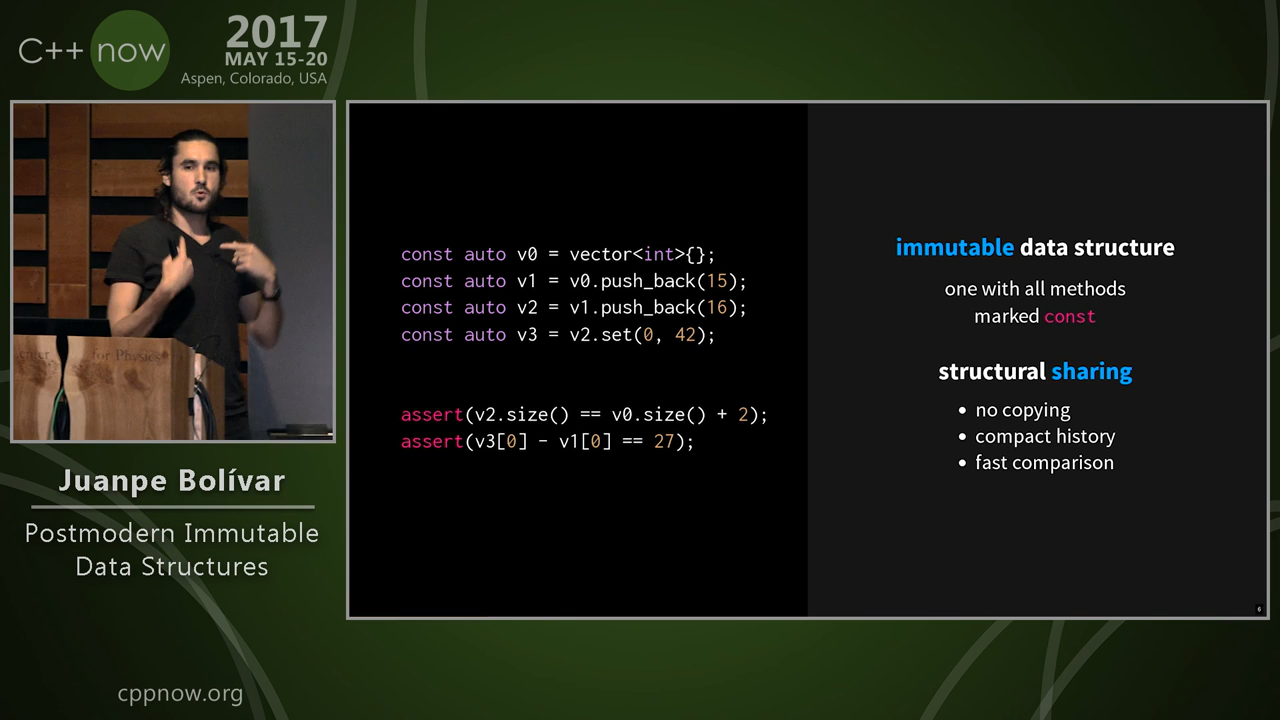 C++ now
2017
MAY 15-20
Aspen, Colorado, USA
for Physics
Juanpe Bolívar
Postmodern Immutable
Data Structures
cppnow.org
const auto v0 = vector<int>{};
const auto v1 = v0.push_back(15);
const auto v2 = v1.push_back(16);
const auto v3 = v2.set(0, 42);
assert(v2.size() == v0.size() + 2);
assert(v3[0] - v1[0] == 27);
immutable data structure
one with all methods
marked const
structural sharing
• no copying
• compact history
• fast comparison
6